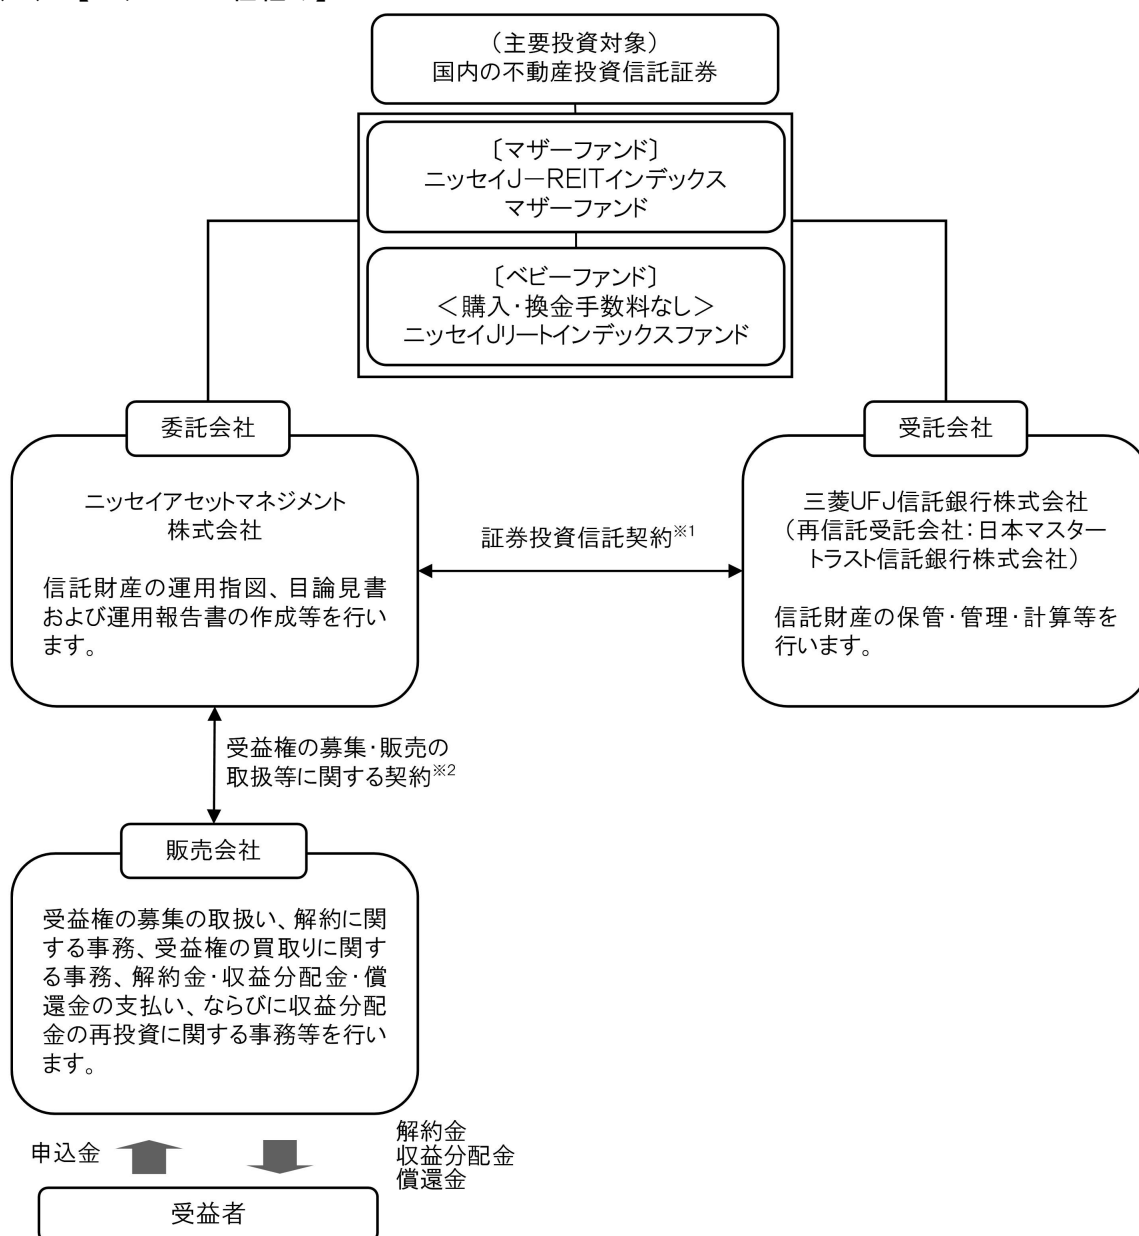 （主要投資対象）
国内の不動産投資信託証券
〔マザーファンド〕
ニッセイJ－REITインデックス
マザーファンド
〔ベビーファンド〕
＜購入・換金手数料なし＞
ニッセイJリートインデックスファンド
委託会社
ニッセイアセットマネジメント
株式会社
信託財産の運用指図、目論見書
および運用報告書の作成等を行い
ます。
証券投資信託契約※1
受託会社
三菱UFJ信託銀行株式会社
（再信託受託会社：日本マスター
トラスト信託銀行株式会社）
信託財産の保管・管理・計算等を
行います。
受益権の募集・販売の
取扱等に関する契約※2
販売会社
受益権の募集の取扱い、解約に関
する事務、受益権の買取りに関す
る事務、解約金・収益分配金・償
還金の支払い、ならびに収益分配
金の再投資に関する事務等を行い
ます。
申込金
解約金
収益分配金
償還金
受益者